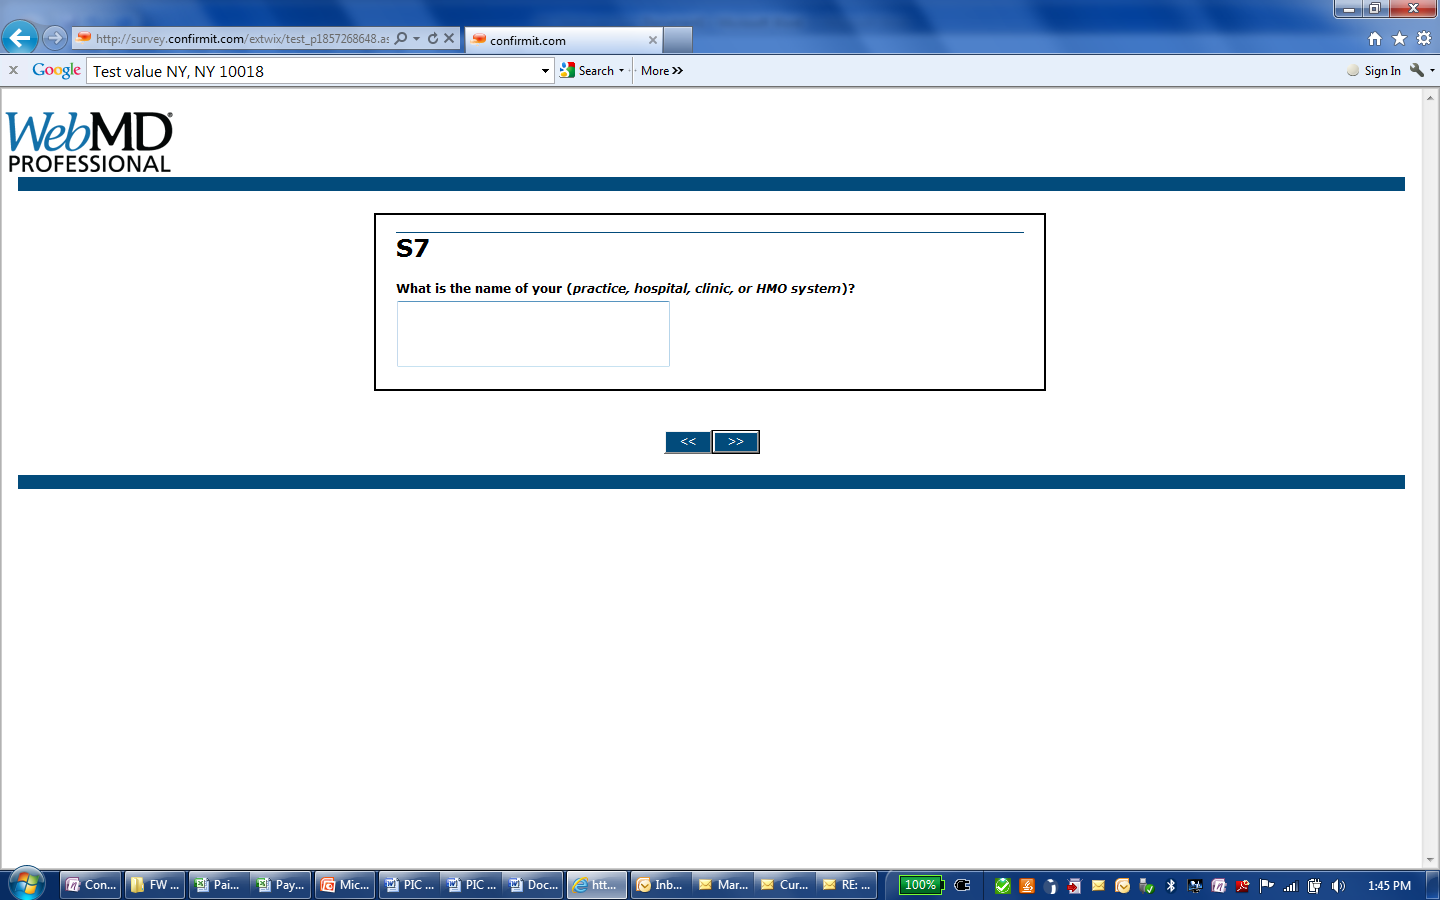 http://survey.confirmit.com/extwix/test_p1857268648.as
confirmit.com
x Google Test value NY, NY 10018 Search More >> Sign In
WebMD
PROFESSIONAL
S7
What is the name of your (practice, hospital, clinic, or HMO system)?
<< >>
Con... FW ... Pai... Pay... Mic... PIC ... PIC ... Doc... htt... Inb... Mar... Cur... RE: ... 100% 1:45 PM